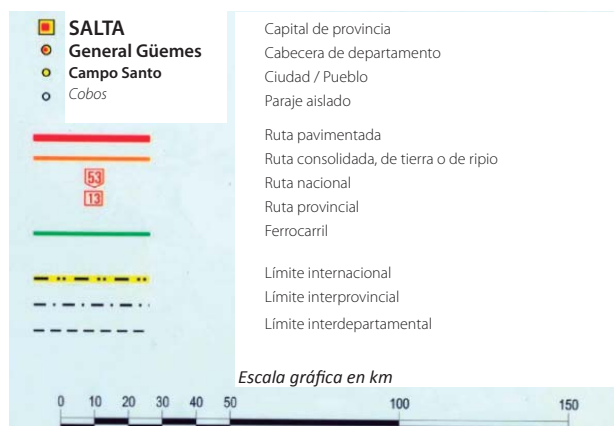 SALTA Capital de provincia
General Güemes Cabecera de departamento
Campo Santo Ciudad / Pueblo
Cobos Paraje aislado
Ruta pavimentada
Ruta consolidada, de tierra o de ripio
53 Ruta nacional
13 Ruta provincial
Ferrocarril
Límite internacional
Límite interprovincial
Límite interdepartamental
Escala gráfica en km
0 10 20 30 40 50 100 150